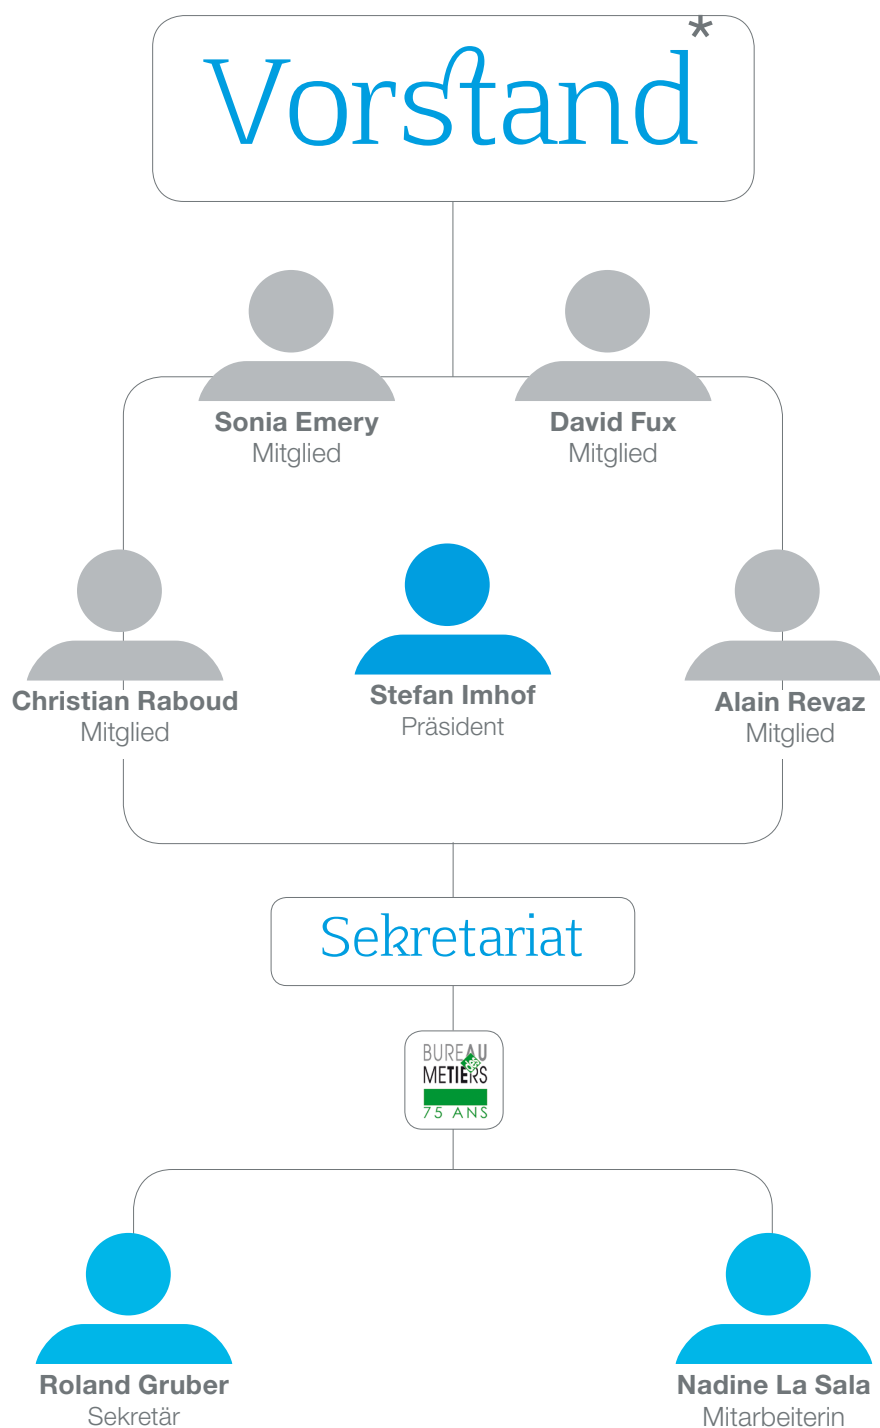 Vorstand*
Sonia Emery
Mitglied
David Fux
Mitglied
Christian Raboud
Mitglied
Stefan Imhof
Präsident
Alain Revaz
Mitglied
Sekretariat
BUREAU
DES
METIERS
75 ANS
Roland Gruber
Sekretär
Nadine La Sala
Mitarbeiterin